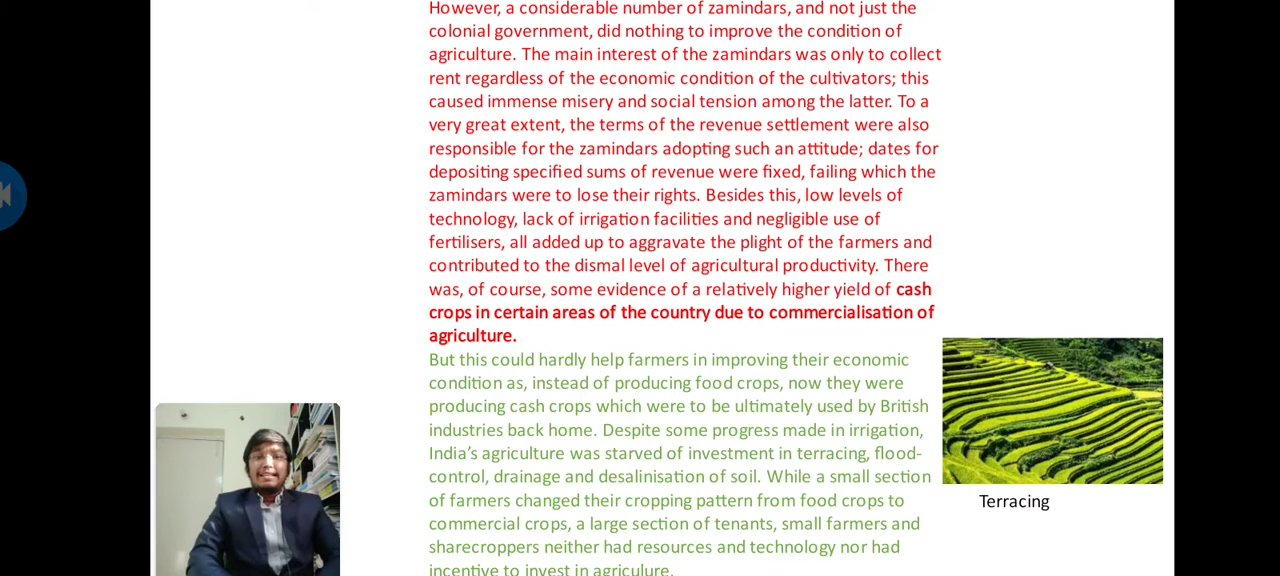 However, a considerable number of zamindars, and not just the
colonial government, did nothing to improve the condition of
agriculture. The main interest of the zamindars was only to collect
rent regardless of the economic condition of the cultivators; this
caused immense misery and social tension among the latter. To a
very great extent, the terms of the revenue settlement were also
responsible for the zamindars adopting such an attitude; dates for
depositing specified sums of revenue were fixed, failing which the
zamindars were to lose their rights. Besides this, low levels of
technology, lack of irrigation facilities and negligible use of
fertilisers, all added up to aggravate the plight of the farmers and
contributed to the dismal level of agricultural productivity. There
was, of course, some evidence of a relatively higher yield of cash
crops in certain areas of the country due to commercialisation of
agriculture.
But this could hardly help farmers in improving their economic
condition as, instead of producing food crops, now they were
producing cash crops which were to be ultimately used by British
industries back home. Despite some progress made in irrigation,
India’s agriculture was starved of investment in terracing, flood-
control, drainage and desalinisation of soil. While a small section
of farmers changed their cropping pattern from food crops to
commercial crops, a large section of tenants, small farmers and
sharecroppers neither had resources and technology nor had
incentive to invest in agriculure.
Terracing